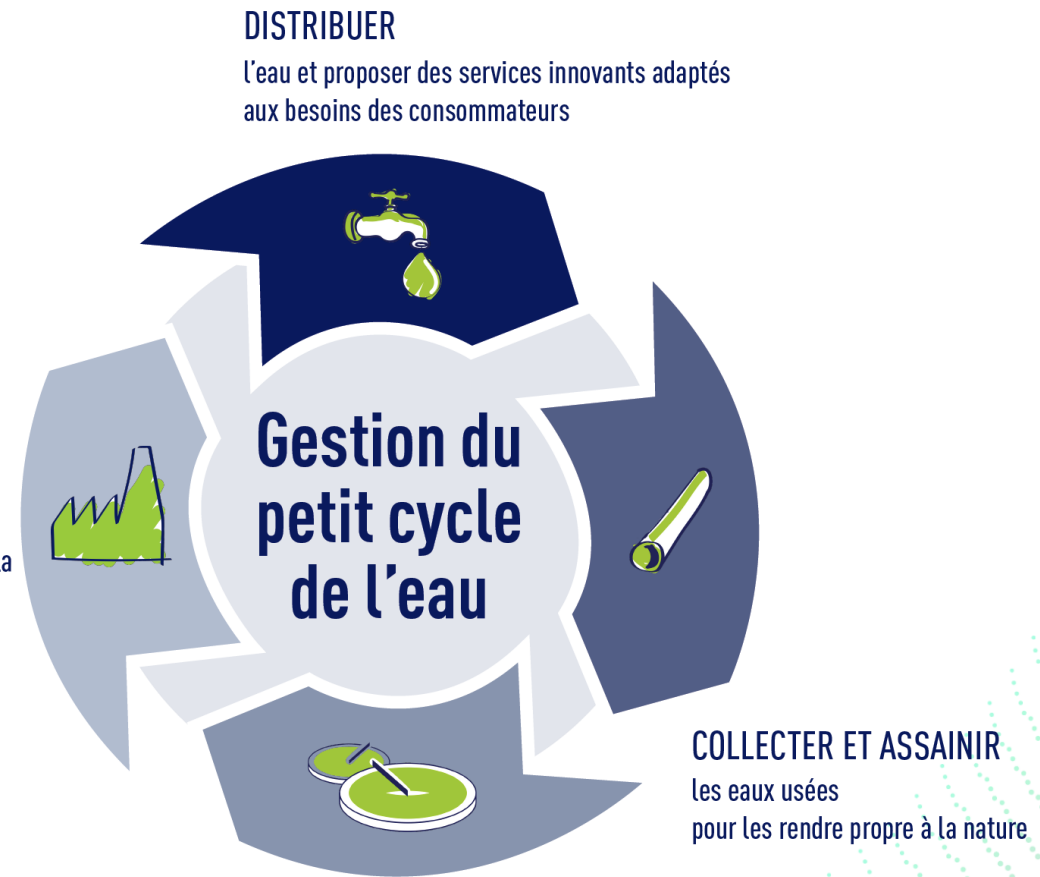 DISTRIBUER
l'eau et proposer des services innovants adaptés
aux besoins des consommateurs
Gestion du
petit cycle
de l'eau
COLLECTER ET ASSAINIR
les eaux usées
pour les rendre propre à la nature